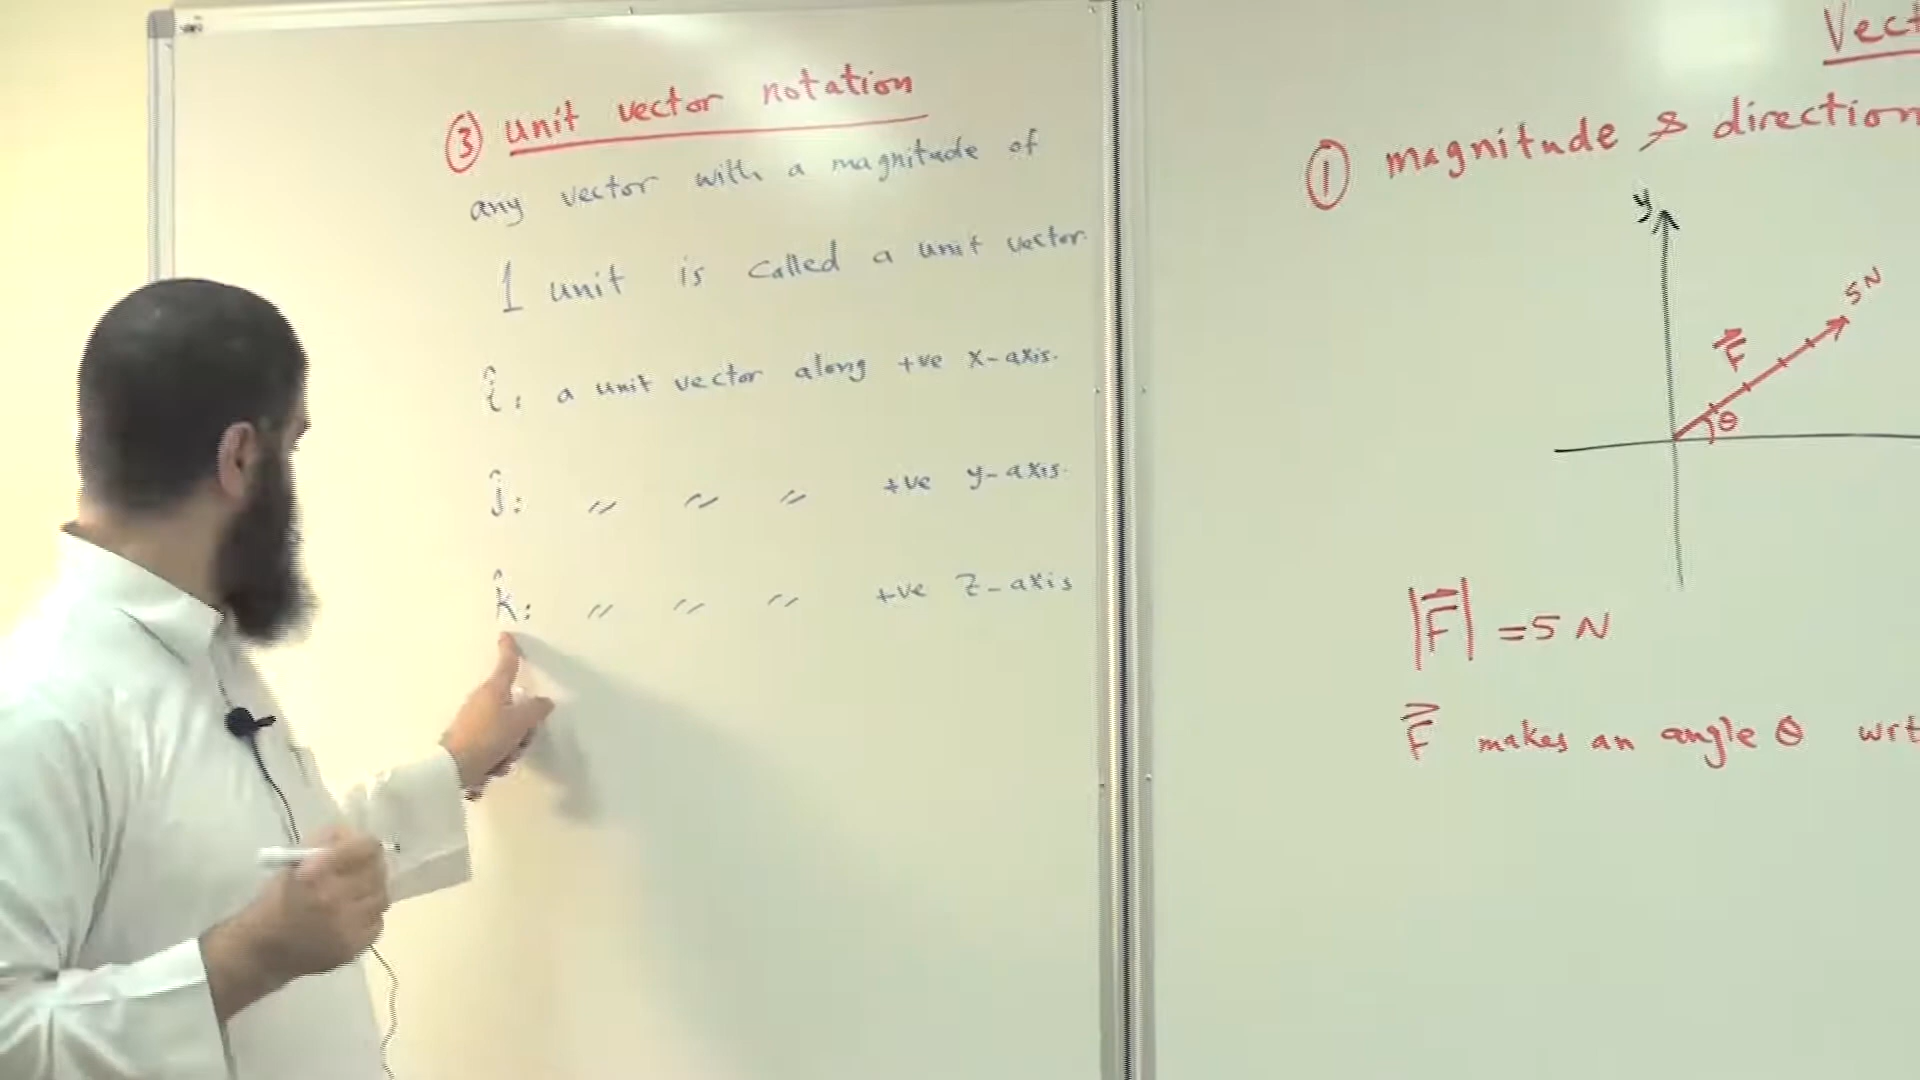 ③ unit vector notation
any vector with a magnitude of
1 unit is called a unit vector.
î: a unit vector along +ve x-axis.
ĵ: 〃 〃 〃 +ve y-axis.
k̂: 〃 〃 〃 +ve z-axis
Vect
① magnitude & direction
y
5N
F⃗
θ
|F⃗| = 5 N
F⃗ makes an angle θ wrt